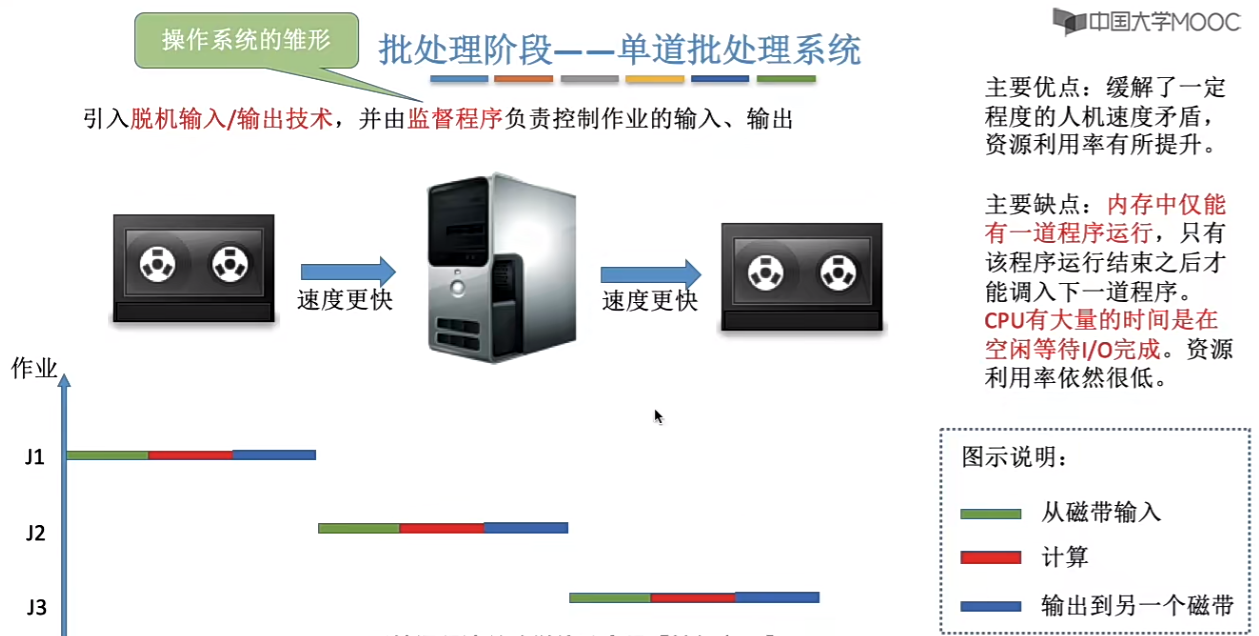 操作系统的雏形
批处理阶段——单道批处理系统
中国大学MOOC
引入脱机输入/输出技术，并由监督程序负责控制作业的输入、输出
主要优点：缓解了一定
程度的人机速度矛盾，
资源利用率有所提升。
主要缺点：内存中仅能
有一道程序运行，只有
该程序运行结束之后才
能调入下一道程序。
CPU有大量的时间是在
空闲等待I/O完成。资源
利用率依然很低。
速度更快
速度更快
作业
J1
J2
J3
图示说明：
从磁带输入
计算
输出到另一个磁带